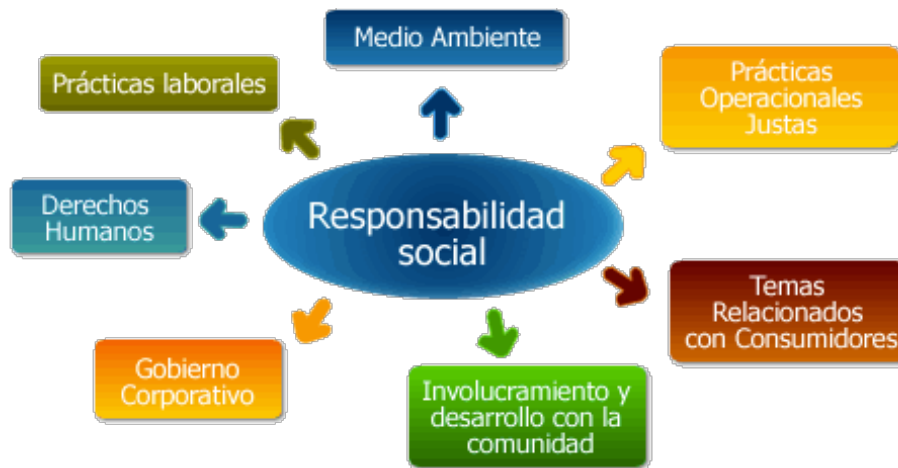 Medio Ambiente
Prácticas laborales
Prácticas
Operacionales
Justas
Derechos
Humanos
Responsabilidad
social
Temas
Relacionados
con Consumidores
Gobierno
Corporativo
Involucramiento y
desarrollo con la
comunidad